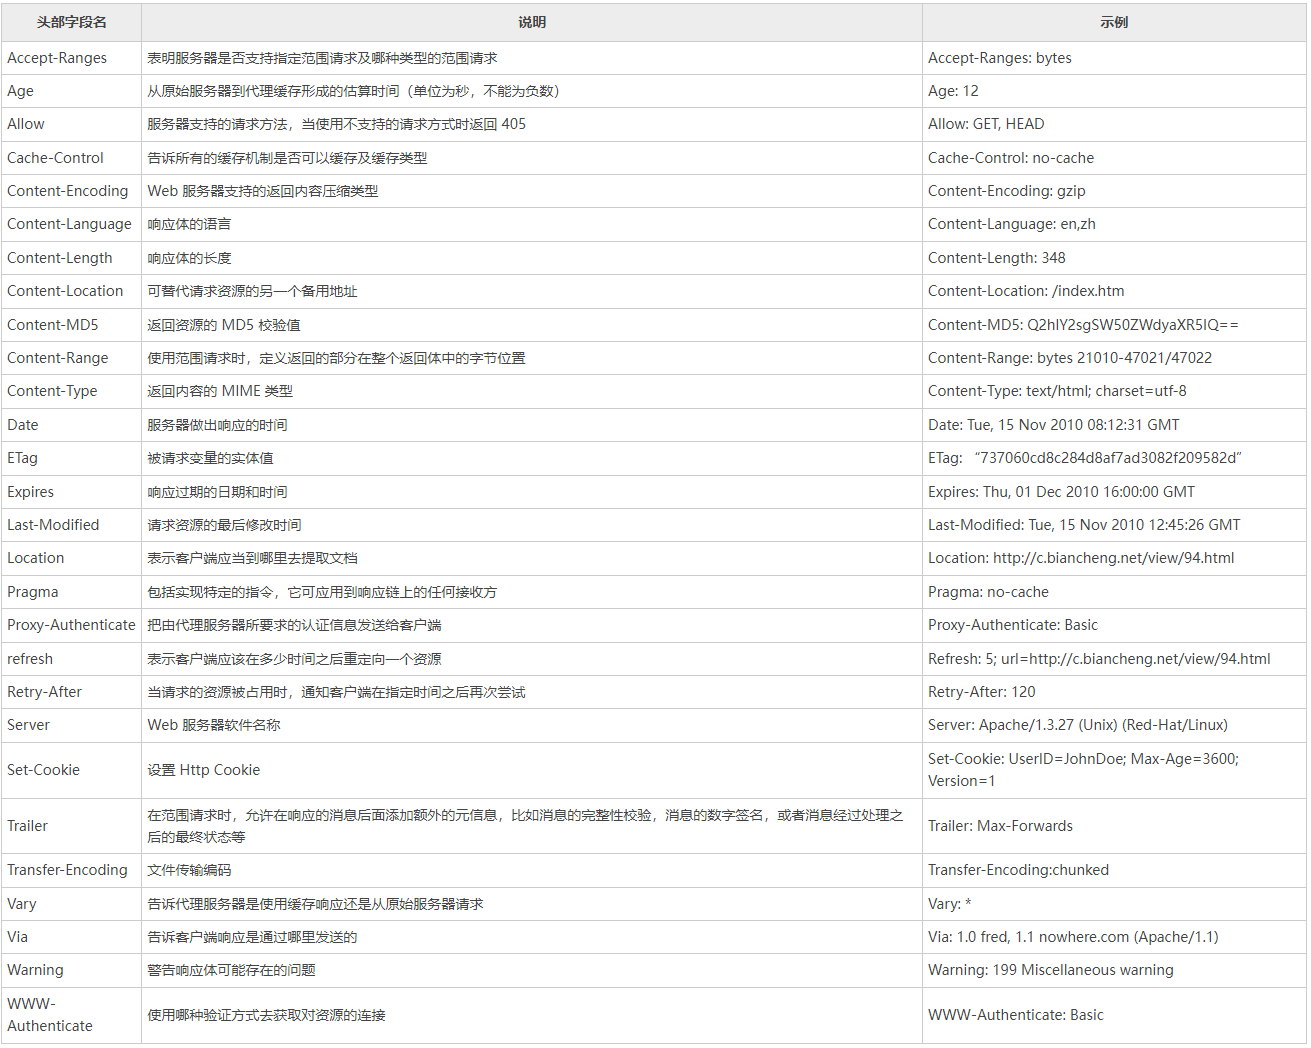 头部字段名 说明 示例
Accept-Ranges 表明服务器是否支持指定范围请求及哪种类型的范围请求 Accept-Ranges: bytes
Age 从原始服务器到代理缓存形成的估算时间（单位为秒，不能为负数） Age: 12
Allow 服务器支持的请求方法，当使用不支持的请求方式时返回 405 Allow: GET, HEAD
Cache-Control 告诉所有的缓存机制是否可以缓存及缓存类型 Cache-Control: no-cache
Content-Encoding Web 服务器支持的返回内容压缩类型 Content-Encoding: gzip
Content-Language 响应体的语言 Content-Language: en,zh
Content-Length 响应体的长度 Content-Length: 348
Content-Location 可替代请求资源的另一个备用地址 Content-Location: /index.htm
Content-MD5 返回资源的 MD5 校验值 Content-MD5: Q2hlY2sgSW50ZWdyaXR5IQ==
Content-Range 使用范围请求时，定义返回的部分在整个返回体中的字节位置 Content-Range: bytes 21010-47021/47022
Content-Type 返回内容的 MIME 类型 Content-Type: text/html; charset=utf-8
Date 服务器做出响应的时间 Date: Tue, 15 Nov 2010 08:12:31 GMT
ETag 被请求变量的实体值 ETag: “737060cd8c284d8af7ad3082f209582d”
Expires 响应过期的日期和时间 Expires: Thu, 01 Dec 2010 16:00:00 GMT
Last-Modified 请求资源的最后修改时间 Last-Modified: Tue, 15 Nov 2010 12:45:26 GMT
Location 表示客户端应当到哪里去提取文档 Location: http://c.biancheng.net/view/94.html
Pragma 包括实现特定的指令，它可应用到响应链上的任何接收方 Pragma: no-cache
Proxy-Authenticate 把由代理服务器所要求的认证信息发送给客户端 Proxy-Authenticate: Basic
refresh 表示客户端应该在多少时间之后重定向一个资源 Refresh: 5; url=http://c.biancheng.net/view/94.html
Retry-After 当请求的资源被占用时，通知客户端在指定时间之后再次尝试 Retry-After: 120
Server Web 服务器软件名称 Server: Apache/1.3.27 (Unix) (Red-Hat/Linux)
Set-Cookie 设置 Http Cookie Set-Cookie: UserID=JohnDoe; Max-Age=3600;
Version=1
Trailer 在范围请求时，允许在响应的消息后面添加额外的元信息，比如消息的完整性校验，消息的数字签名，或者消息经过处理之
后的最终状态等 Trailer: Max-Forwards
Transfer-Encoding 文件传输编码 Transfer-Encoding:chunked
Vary 告诉代理服务器是使用缓存响应还是从原始服务器请求 Vary: *
Via 告诉客户端响应是通过哪里发送的 Via: 1.0 fred, 1.1 nowhere.com (Apache/1.1)
Warning 警告响应体可能存在的问题 Warning: 199 Miscellaneous warning
WWW-
Authenticate 使用哪种验证方式去获取对资源的连接 WWW-Authenticate: Basic